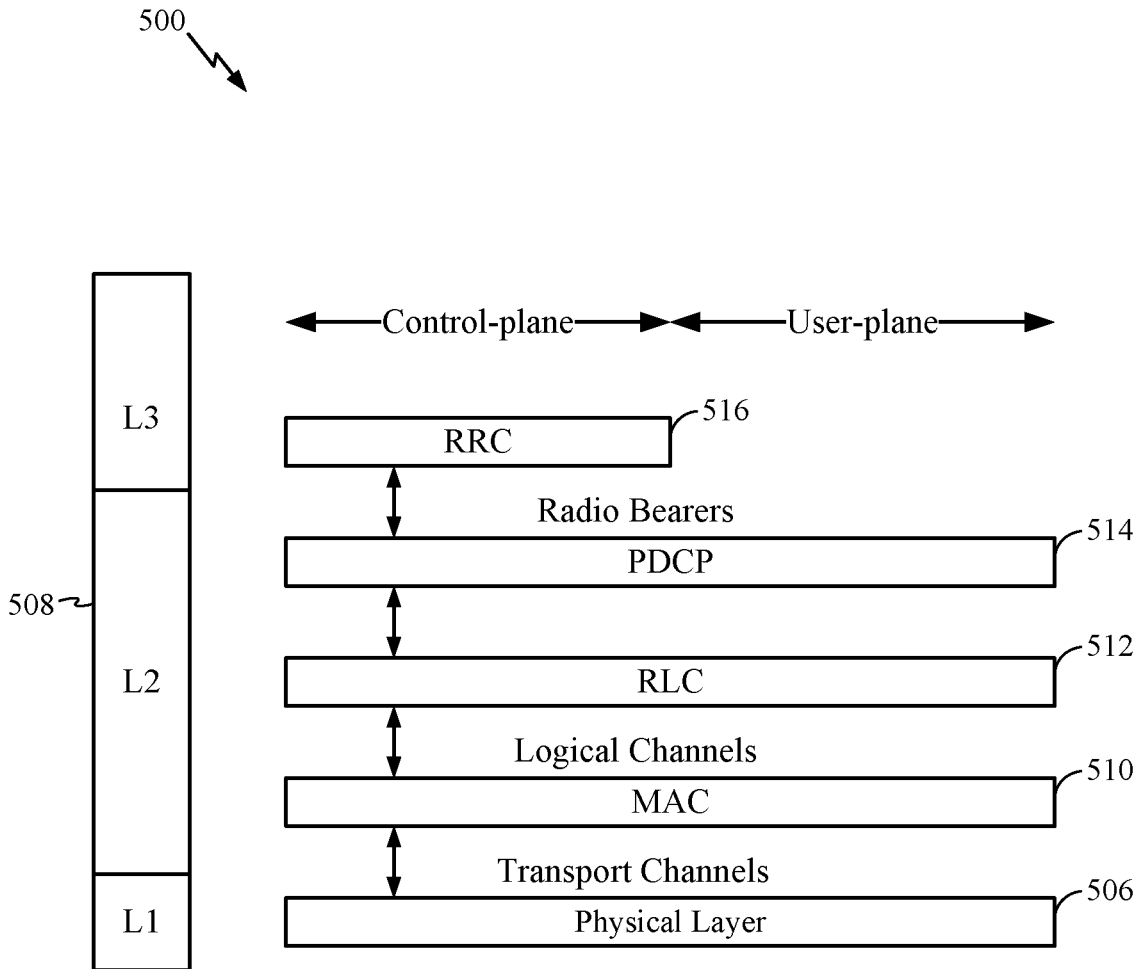 500
Control-plane
User-plane
L3
516
RRC
Radio Bearers
514
PDCP
508
512
L2
RLC
Logical Channels
510
MAC
Transport Channels
506
L1
Physical Layer